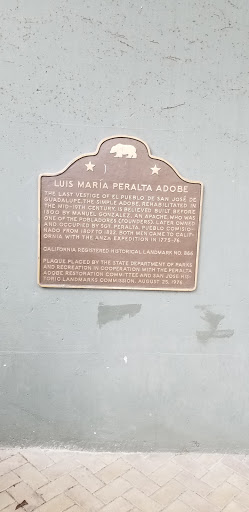 LUIS MARÍA PERALTA ADOBE
THE LAST VESTIGE OF EL PUEBLO DE SAN JOSÉ DE
GUADALUPE, THE SIMPLE ADOBE, REHABILITATED IN
THE MID-19TH CENTURY, IS BELIEVED BUILT BEFORE
1800 BY MANUEL GONZÁLEZ, AN APACHE, WHO WAS
ONE OF THE POBLADORES (FOUNDERS). LATER OWNED
AND OCCUPIED BY SGT. PERALTA, PUEBLO COMISIO-
NADO FROM 1807 TO 1822. BOTH MEN CAME TO CALIF-
ORNIA WITH THE ANZA EXPEDITION IN 1775-76.
CALIFORNIA REGISTERED HISTORICAL LANDMARK NO. 866
PLAQUE PLACED BY THE STATE DEPARTMENT OF PARKS
AND RECREATION IN COOPERATION WITH THE PERALTA
ADOBE RESTORATION COMMITTEE AND SAN JOSE HIS-
TORIC LANDMARKS COMMISSION, AUGUST 25, 1976.